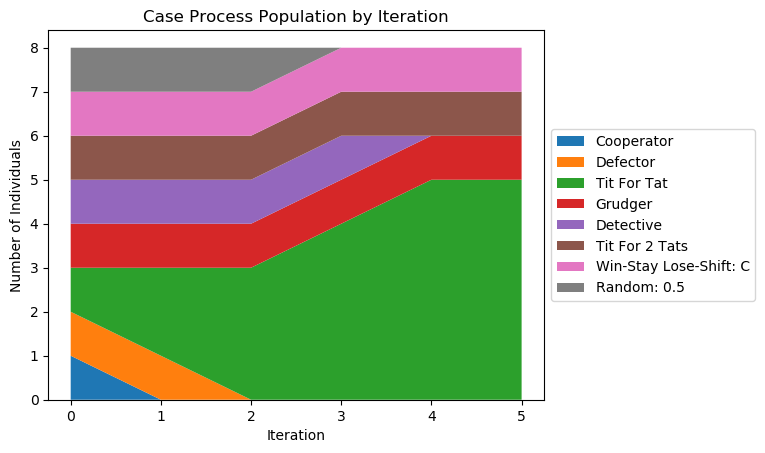 Case Process Population by Iteration
Number of Individuals
8
7
6
5
4
3
2
1
0
0 1 2 3 4 5
Iteration
Cooperator
Defector
Tit For Tat
Grudger
Detective
Tit For 2 Tats
Win-Stay Lose-Shift: C
Random: 0.5